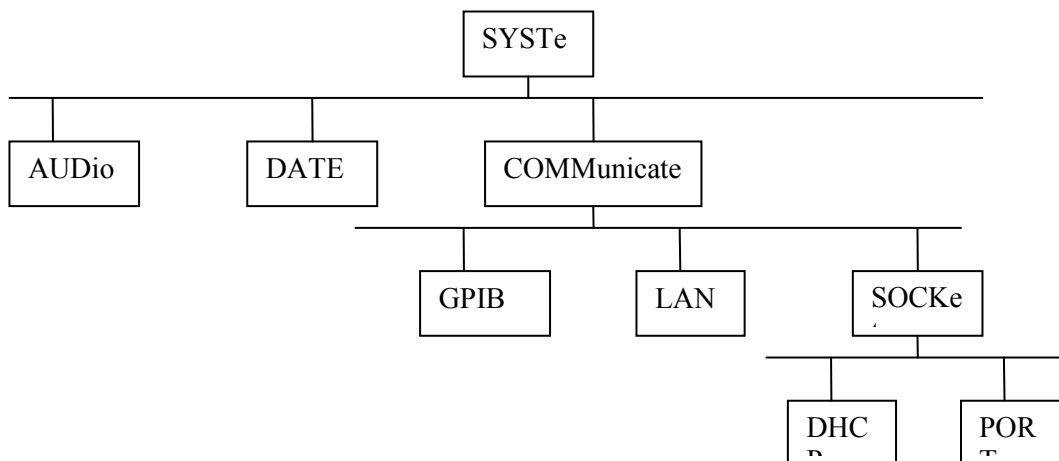 SYSTe
AUDio
DATE
COMMunicate
GPIB
LAN
SOCKe
DHC
POR